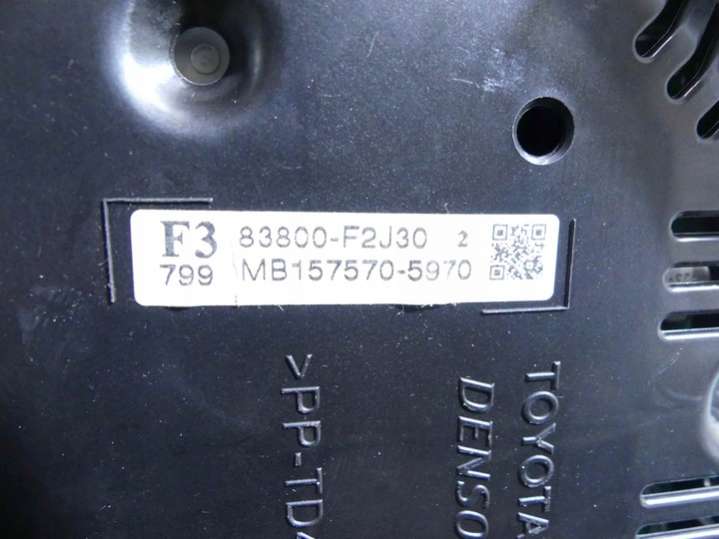 F3 83800-F2J30 2
799 MB157570-5970
>PP-TD
DENSO
TOYOTA